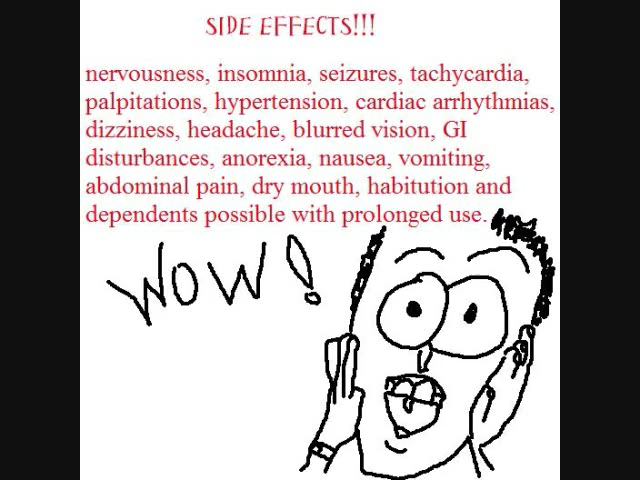 SIDE EFFECTS!!!
nervousness, insomnia, seizures, tachycardia,
palpitations, hypertension, cardiac arrhythmias,
dizziness, headache, blurred vision, GI
disturbances, anorexia, nausea, vomiting,
abdominal pain, dry mouth, habitution and
dependents possible with prolonged use.
WOW!